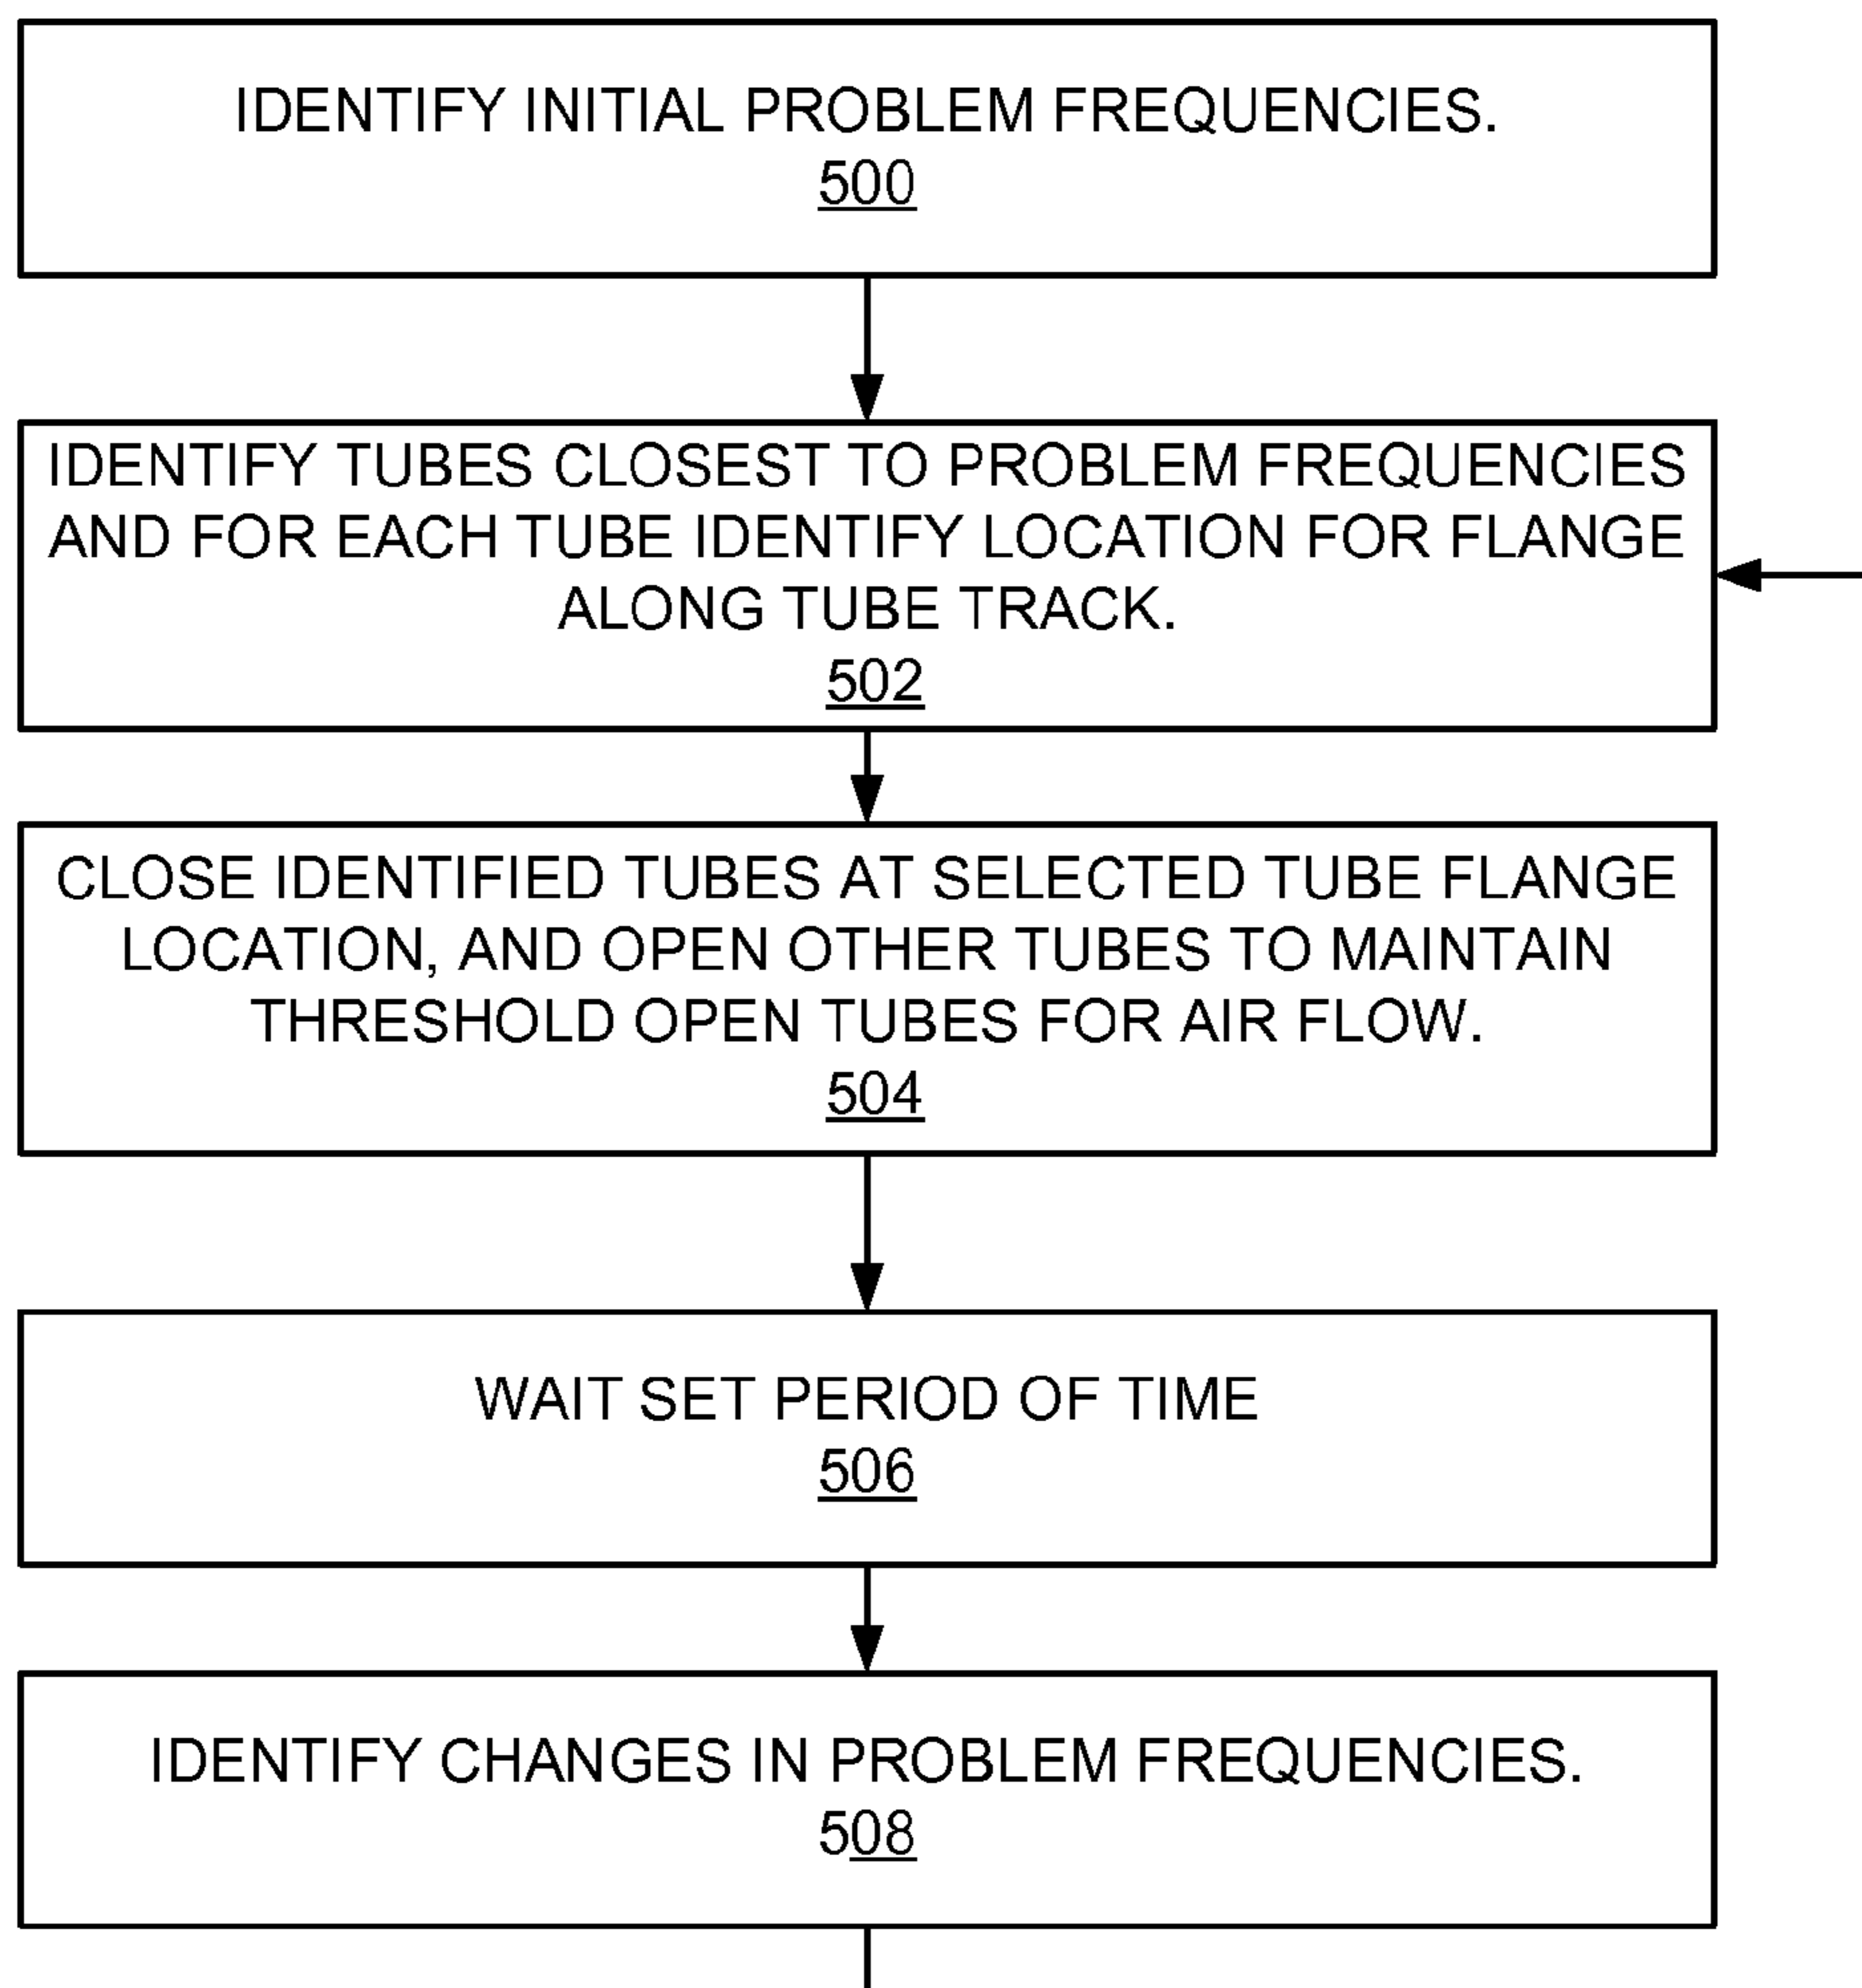 IDENTIFY INITIAL PROBLEM FREQUENCIES.
500
IDENTIFY TUBES CLOSEST TO PROBLEM FREQUENCIES
AND FOR EACH TUBE IDENTIFY LOCATION FOR FLANGE
ALONG TUBE TRACK.
502
CLOSE IDENTIFIED TUBES AT SELECTED TUBE FLANGE
LOCATION, AND OPEN OTHER TUBES TO MAINTAIN
THRESHOLD OPEN TUBES FOR AIR FLOW.
504
WAIT SET PERIOD OF TIME
506
IDENTIFY CHANGES IN PROBLEM FREQUENCIES.
508